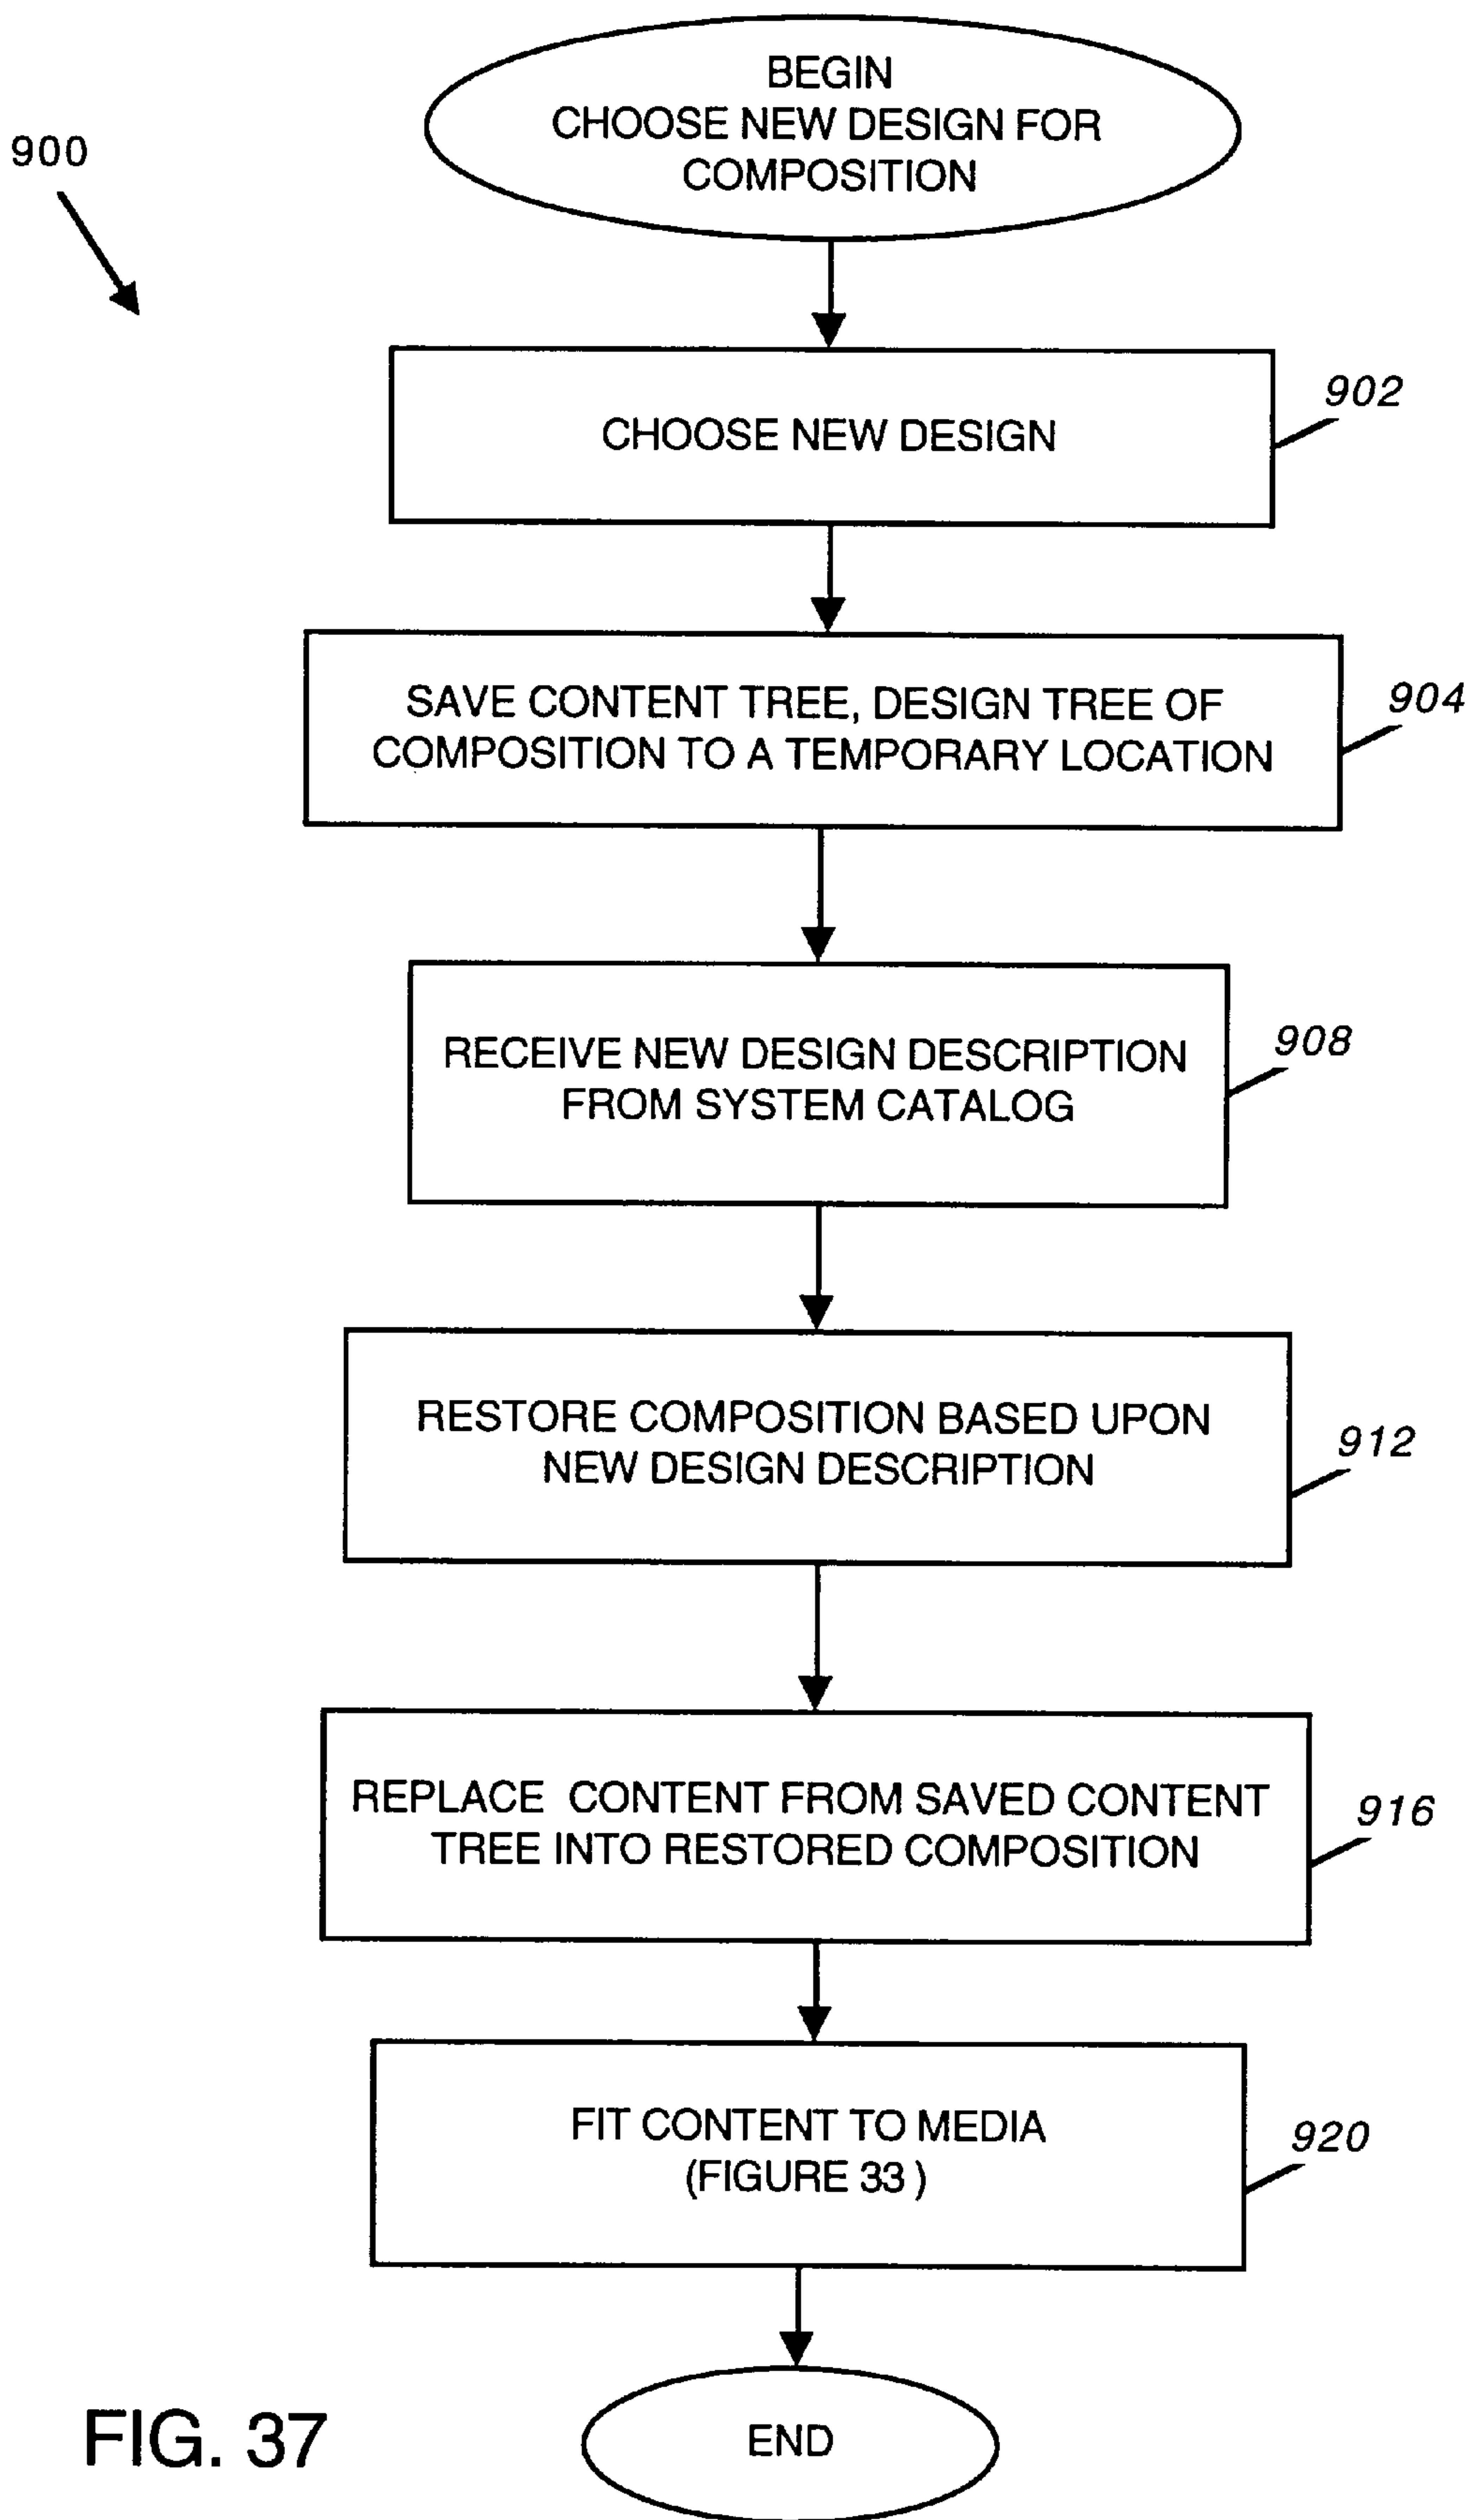 BEGIN
CHOOSE NEW DESIGN FOR
COMPOSITION
900
CHOOSE NEW DESIGN
902
SAVE CONTENT TREE, DESIGN TREE OF
COMPOSITION TO A TEMPORARY LOCATION
904
RECEIVE NEW DESIGN DESCRIPTION
FROM SYSTEM CATALOG
908
RESTORE COMPOSITION BASED UPON
NEW DESIGN DESCRIPTION
912
REPLACE CONTENT FROM SAVED CONTENT
TREE INTO RESTORED COMPOSITION
916
FIT CONTENT TO MEDIA
(FIGURE 33)
920
END
FIG. 37